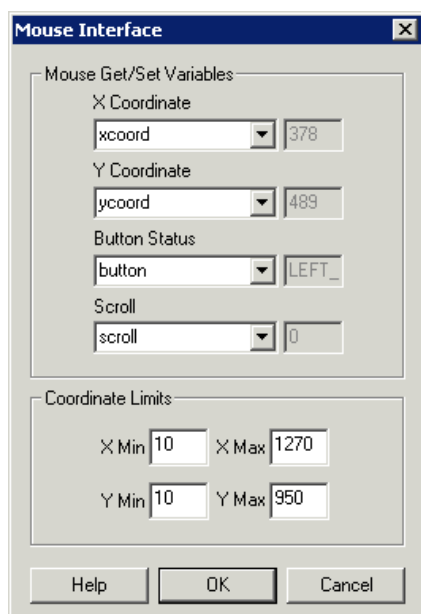 Mouse Interface
Mouse Get/Set Variables
X Coordinate
xcoord 378
Y Coordinate
ycoord 489
Button Status
button LEFT_
Scroll
scroll 0
Coordinate Limits
X Min 10 X Max 1270
Y Min 10 Y Max 950
Help OK Cancel